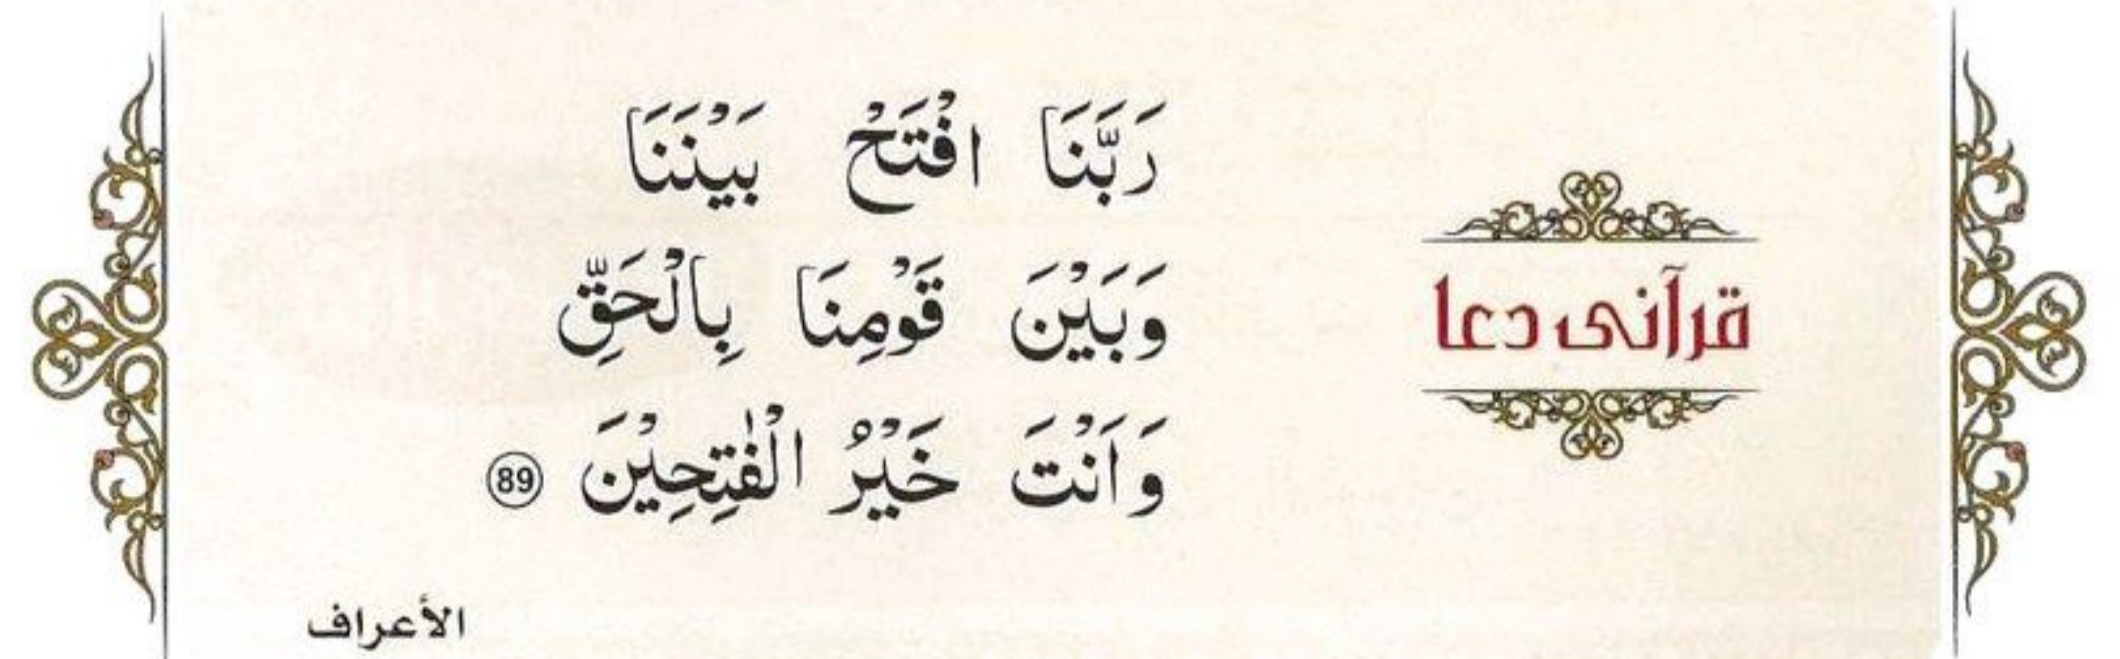 رَبَّنَا افْتَحْ بَيْنَنَا
وَبَيْنَ قَوْمِنَا بِالْحَقِّ
وَاَنْتَ خَيْرُ الْفٰتِحِيْنَ 89
قرآنی دعا
الأعراف